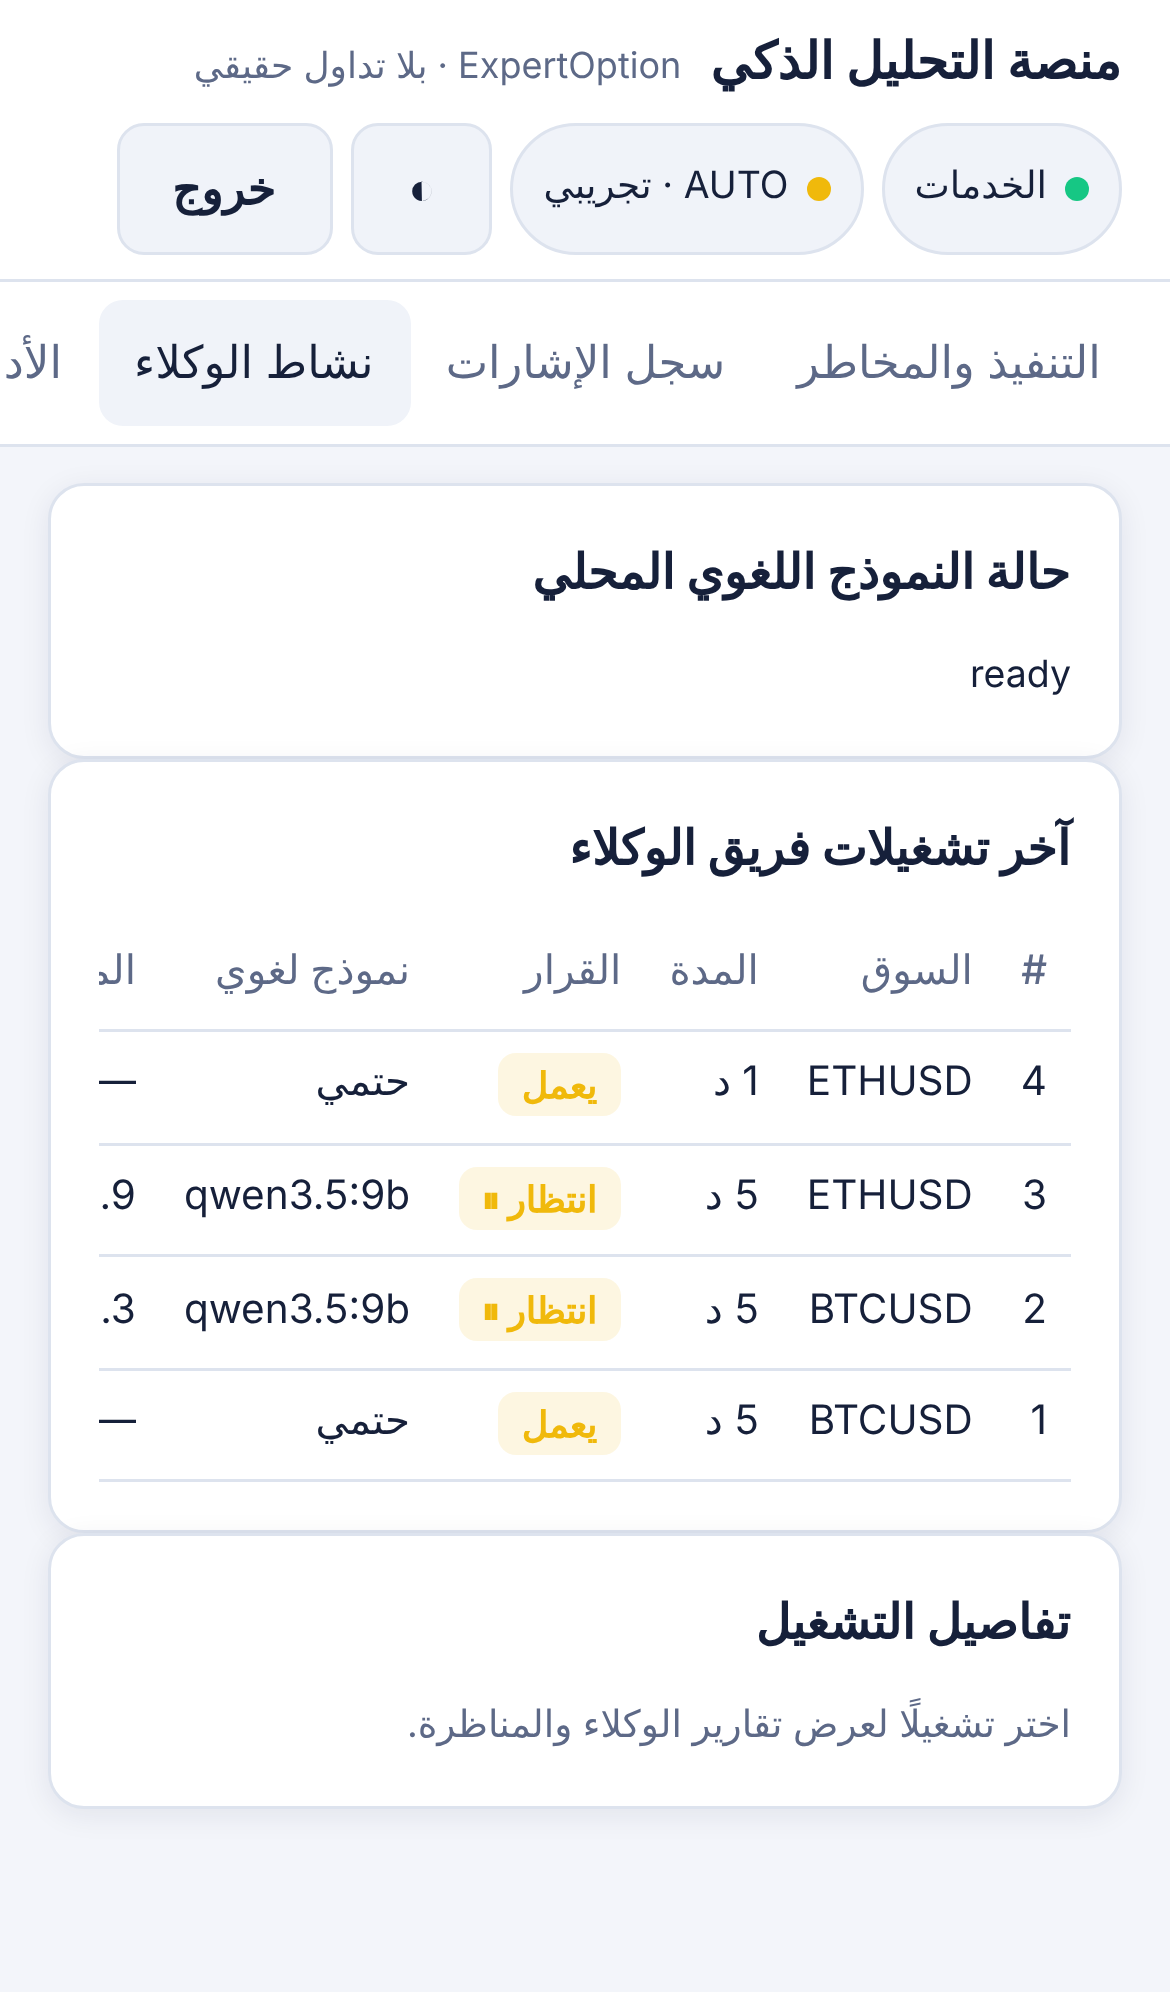 منصة التحليل الذكي ExpertOption · بلا تداول حقيقي
الخدمات AUTO · تجريبي خروج
التنفيذ والمخاطر سجل الإشارات نشاط الوكلاء
حالة النموذج اللغوي المحلي
ready
آخر تشغيلات فريق الوكلاء
# السوق المدة القرار نموذج لغوي
4 ETHUSD 1 د يعمل حتمي —
3 ETHUSD 5 د انتظار qwen3.5:9b .9
2 BTCUSD 5 د انتظار qwen3.5:9b .3
1 BTCUSD 5 د يعمل حتمي —
تفاصيل التشغيل
اختر تشغيلًا لعرض تقارير الوكلاء والمناظرة.